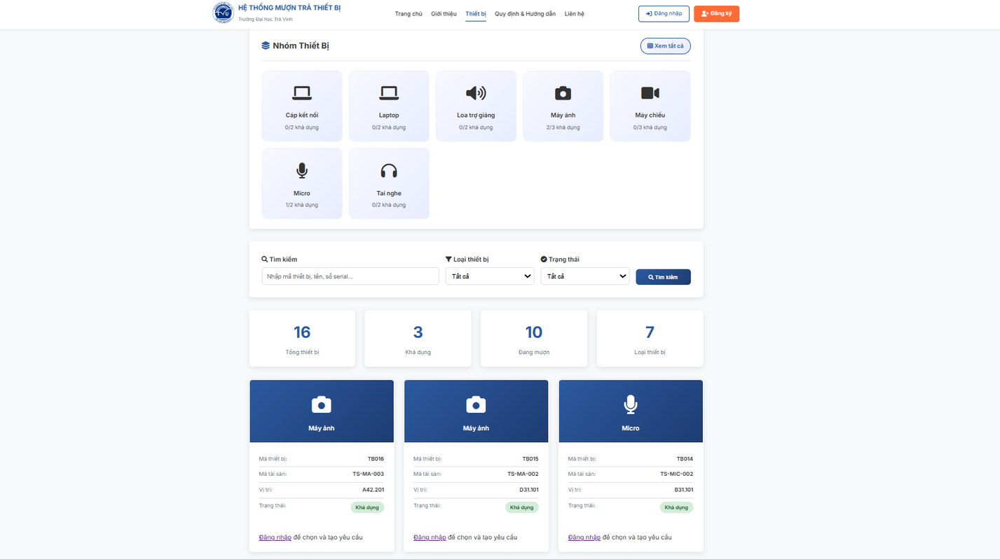 HỆ THỐNG MƯỢN TRẢ THIẾT BỊ
Trường Đại học Trà Vinh
TVU
Trang chủ
Giới thiệu
Thiết bị
Quy định & Hướng dẫn
Liên hệ
Đăng nhập
Đăng ký
Nhóm Thiết Bị
Xem tất cả
Cáp kết nối
0/2 khả dụng
Laptop
0/2 khả dụng
Loa trợ giảng
0/2 khả dụng
Máy ảnh
2/3 khả dụng
Máy chiếu
0/3 khả dụng
Micro
1/2 khả dụng
Tai nghe
0/2 khả dụng
Tìm kiếm
Nhập mã thiết bị, tên, số serial...
Loại thiết bị
Tất cả
Trạng thái
Tất cả
Tìm kiếm
16
Tổng thiết bị
3
Khả dụng
10
Đang mượn
7
Loại thiết bị
Máy ảnh
Mã thiết bị: TB016
Mã tài sản: TS-MA-003
Vị trí: A42.201
Trạng thái: Khả dụng
Đăng nhập để chọn và tạo yêu cầu
Máy ảnh
Mã thiết bị: TB015
Mã tài sản: TS-MA-002
Vị trí: D31.101
Trạng thái: Khả dụng
Đăng nhập để chọn và tạo yêu cầu
Micro
Mã thiết bị: TB014
Mã tài sản: TS-MIC-002
Vị trí: B31.101
Trạng thái: Khả dụng
Đăng nhập để chọn và tạo yêu cầu